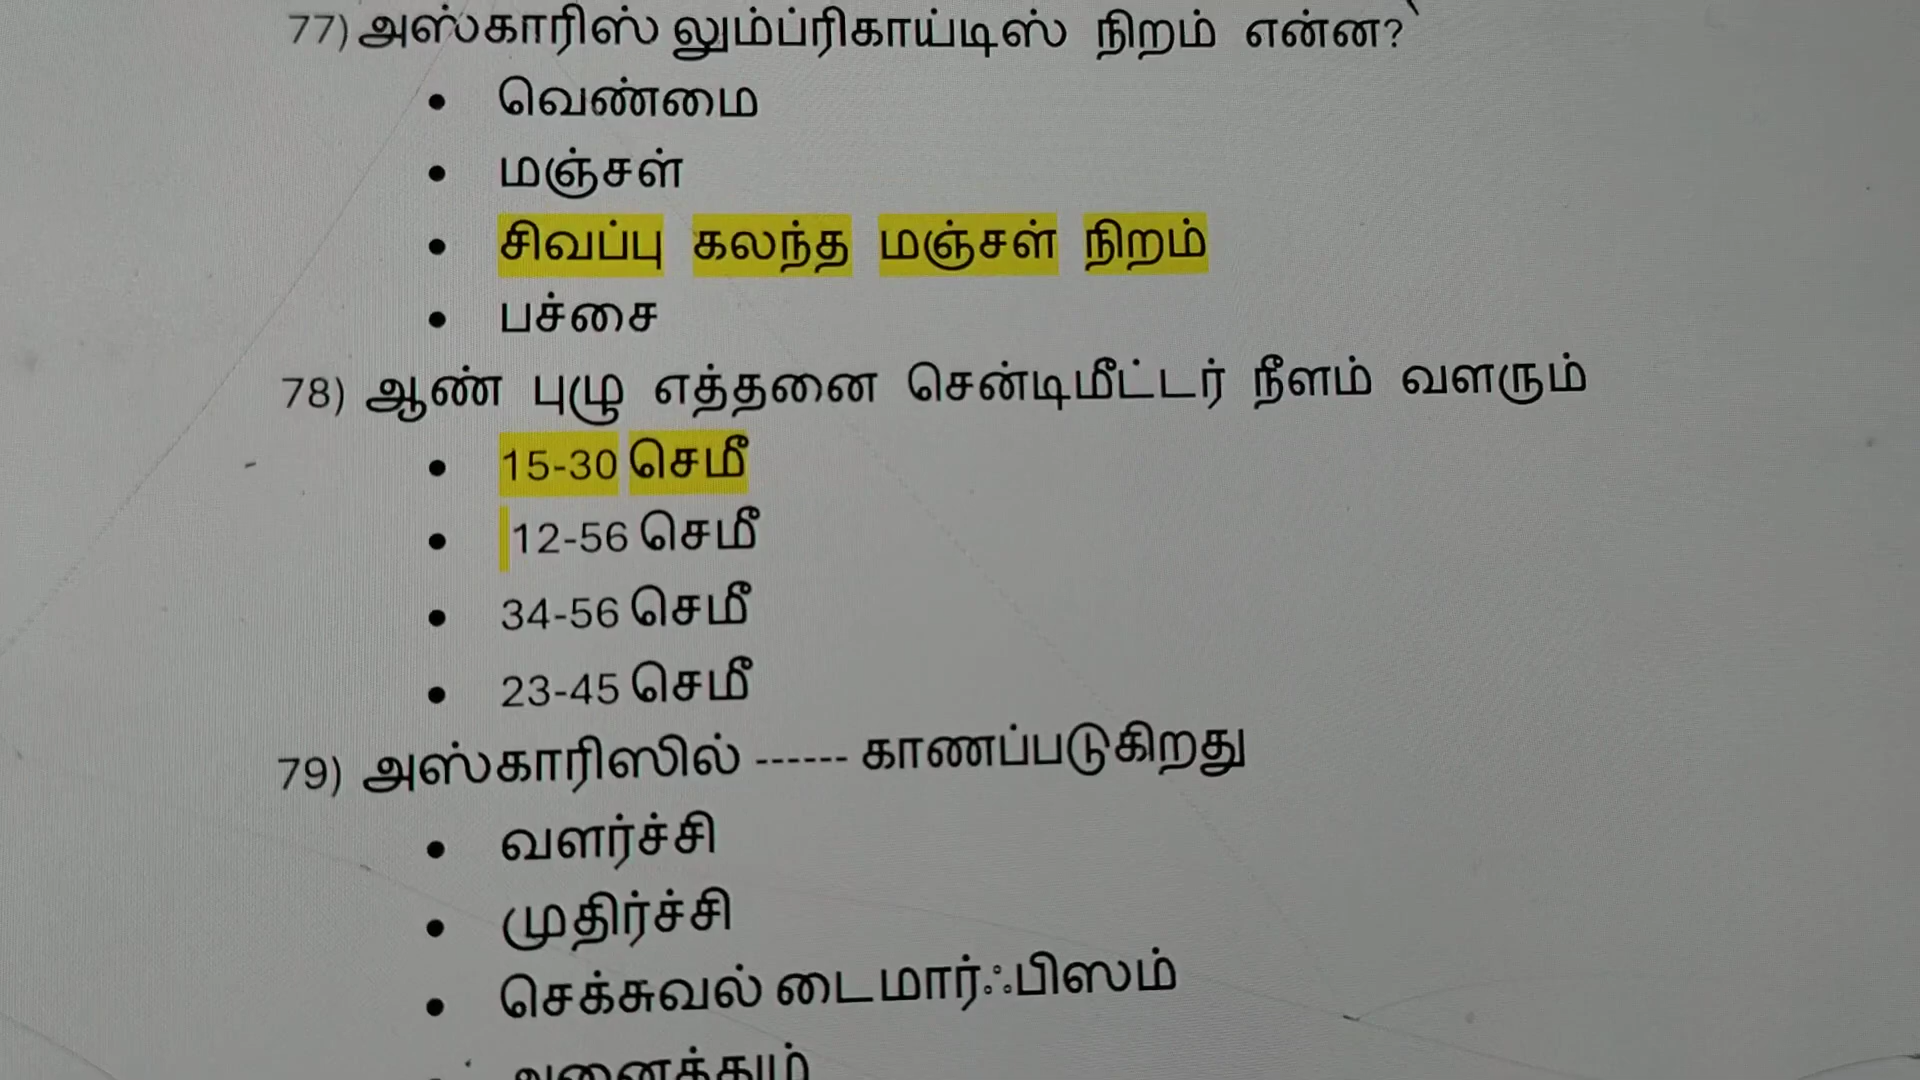 77) அஸ்காரிஸ் லும்ப்ரிகாய்டிஸ் நிறம் என்ன?
• வெண்மை
• மஞ்சள்
• சிவப்பு கலந்த மஞ்சள் நிறம்
• பச்சை
78) ஆண் புழு எத்தனை சென்டிமீட்டர் நீளம் வளரும்
• 15-30 செமீ
• 12-56 செமீ
• 34-56 செமீ
• 23-45 செமீ
79) அஸ்காரிஸில் ------ காணப்படுகிறது
• வளர்ச்சி
• முதிர்ச்சி
• செக்சுவல் டைமார்ஃபிஸம்
• அனைத்தும்